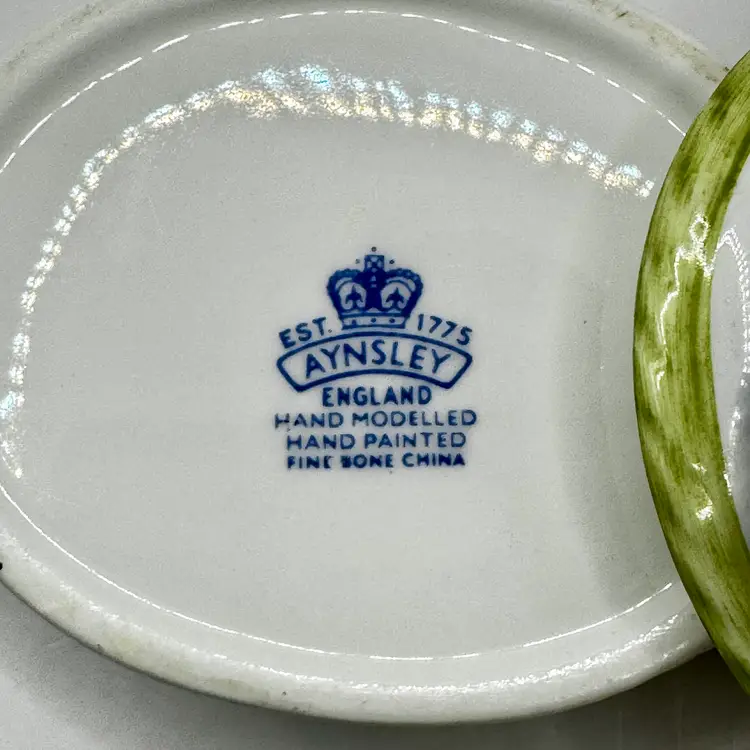 EST. 1775
AYNSLEY
ENGLAND
HAND MODELLED
HAND PAINTED
FINE BONE CHINA